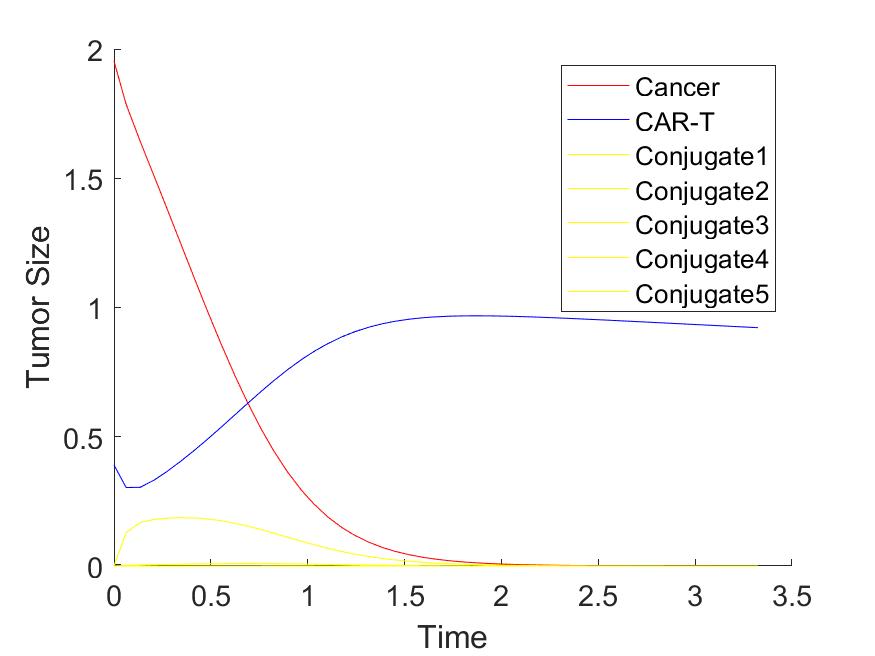 2
1.5
1
0.5
0
Tumor Size
Cancer
CAR-T
Conjugate1
Conjugate2
Conjugate3
Conjugate4
Conjugate5
0 0.5 1 1.5 2 2.5 3 3.5
Time